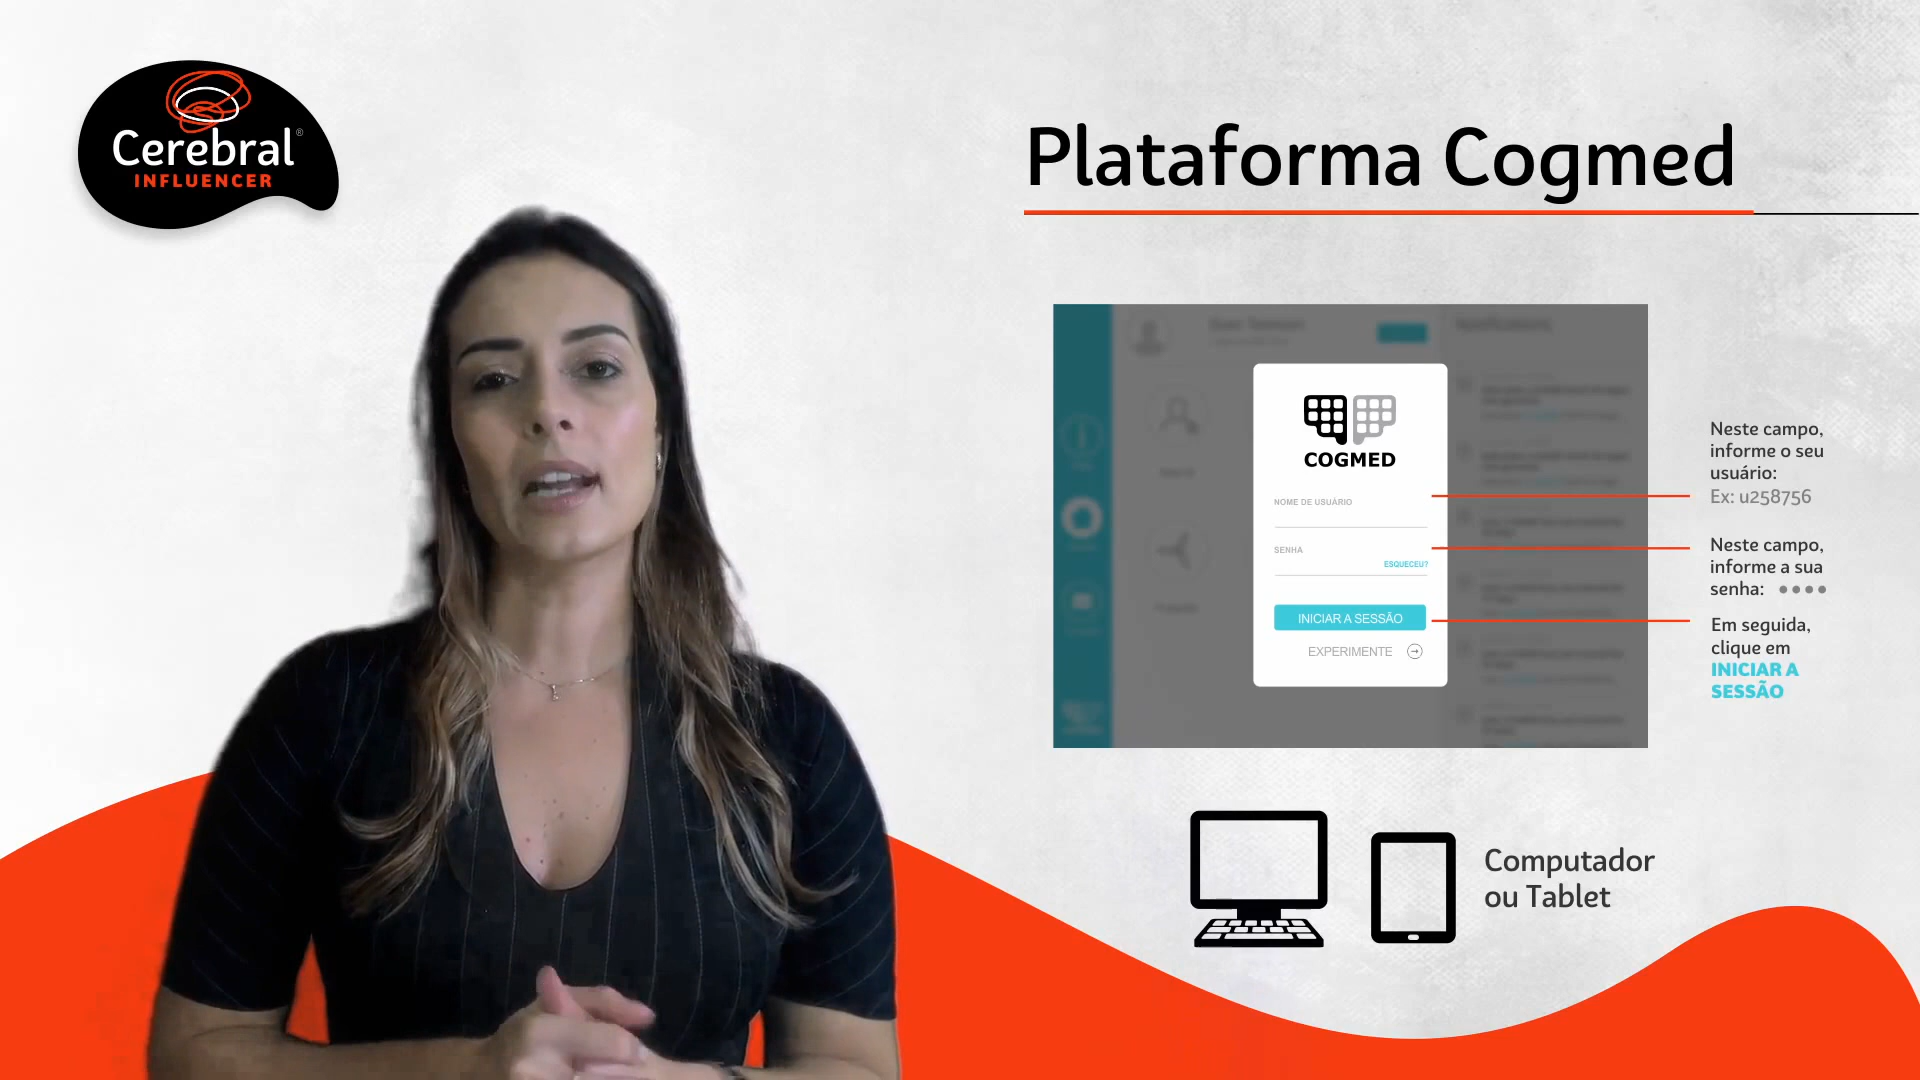 Cerebral®
INFLUENCER
Plataforma Cogmed
COGMED
NOME DE USUÁRIO
SENHA
ESQUECEU?
INICIAR A SESSÃO
EXPERIMENTE
Neste campo,
informe o seu
usuário:
Ex: u258756
Neste campo,
informe a sua
senha: ••••
Em seguida,
clique em
INICIAR A
SESSÃO
Computador
ou Tablet